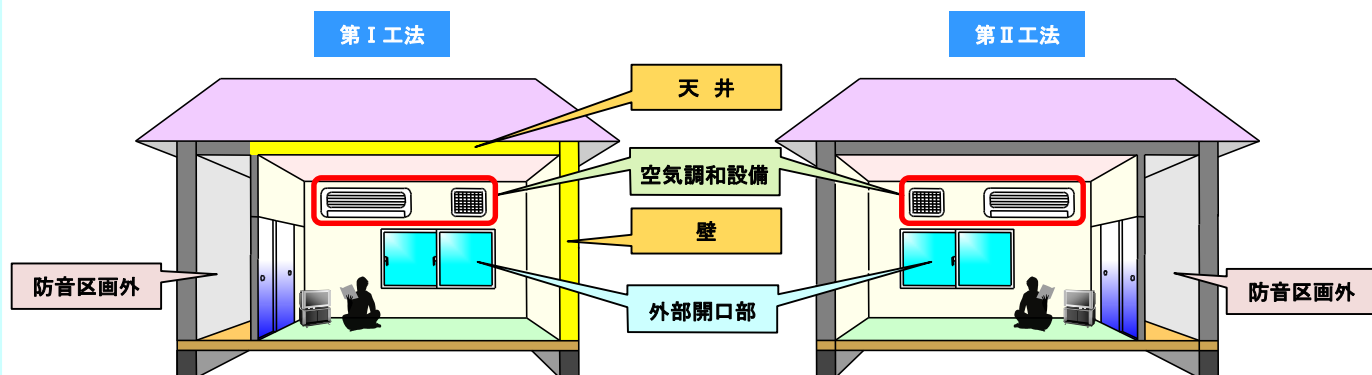 第Ⅰ工法
第Ⅱ工法
天 井
空気調和設備
壁
防音区画外
外部開口部
防音区画外